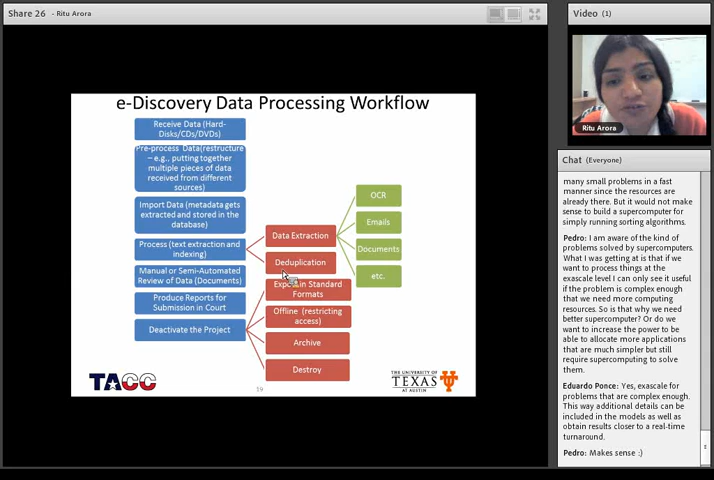 Share 26 - Ritu Arora
Video (1)
e-Discovery Data Processing Workflow
Receive Data (Hard-
Disks/CDs/DVDs)
Pre-process Data(restructure
– e.g., putting together
multiple pieces of data
received from different
sources)
Import Data (metadata gets
extracted and stored in the
database)
Process (text extraction and
indexing)
Manual or Semi-Automated
Review of Data (Documents)
Produce Reports for
Submission in Court
Deactivate the Project
Data Extraction
Deduplication
Export in Standard
Formats
Offline (restricting
access)
Archive
Destroy
OCR
Emails
Documents
etc.
TACC
19
THE UNIVERSITY OF
TEXAS
AT AUSTIN
Ritu Arora
Chat (Everyone)
many small problems in a fast
manner since the resources are
already there. But it would not make
sense to build a supercomputer for
simply running sorting algorithms.
Pedro: I am aware of the kind of
problems solved by supercomputers.
What I was getting at is that if we
want to process things at the
exascale level I can only see it useful
if the problem is complex enough
that we need more computing
resources. So is that why we need
better supercomputer? Or do we
want to increase the power to be
able to allocate more applications
that are much simpler but still
require supercomputing to solve
them.
Eduardo Ponce: Yes, exascale for
problems that are complex enough.
This way additional details can be
included in the models as well as
obtain results closer to a real-time
turnaround.
Pedro: Makes sense :)